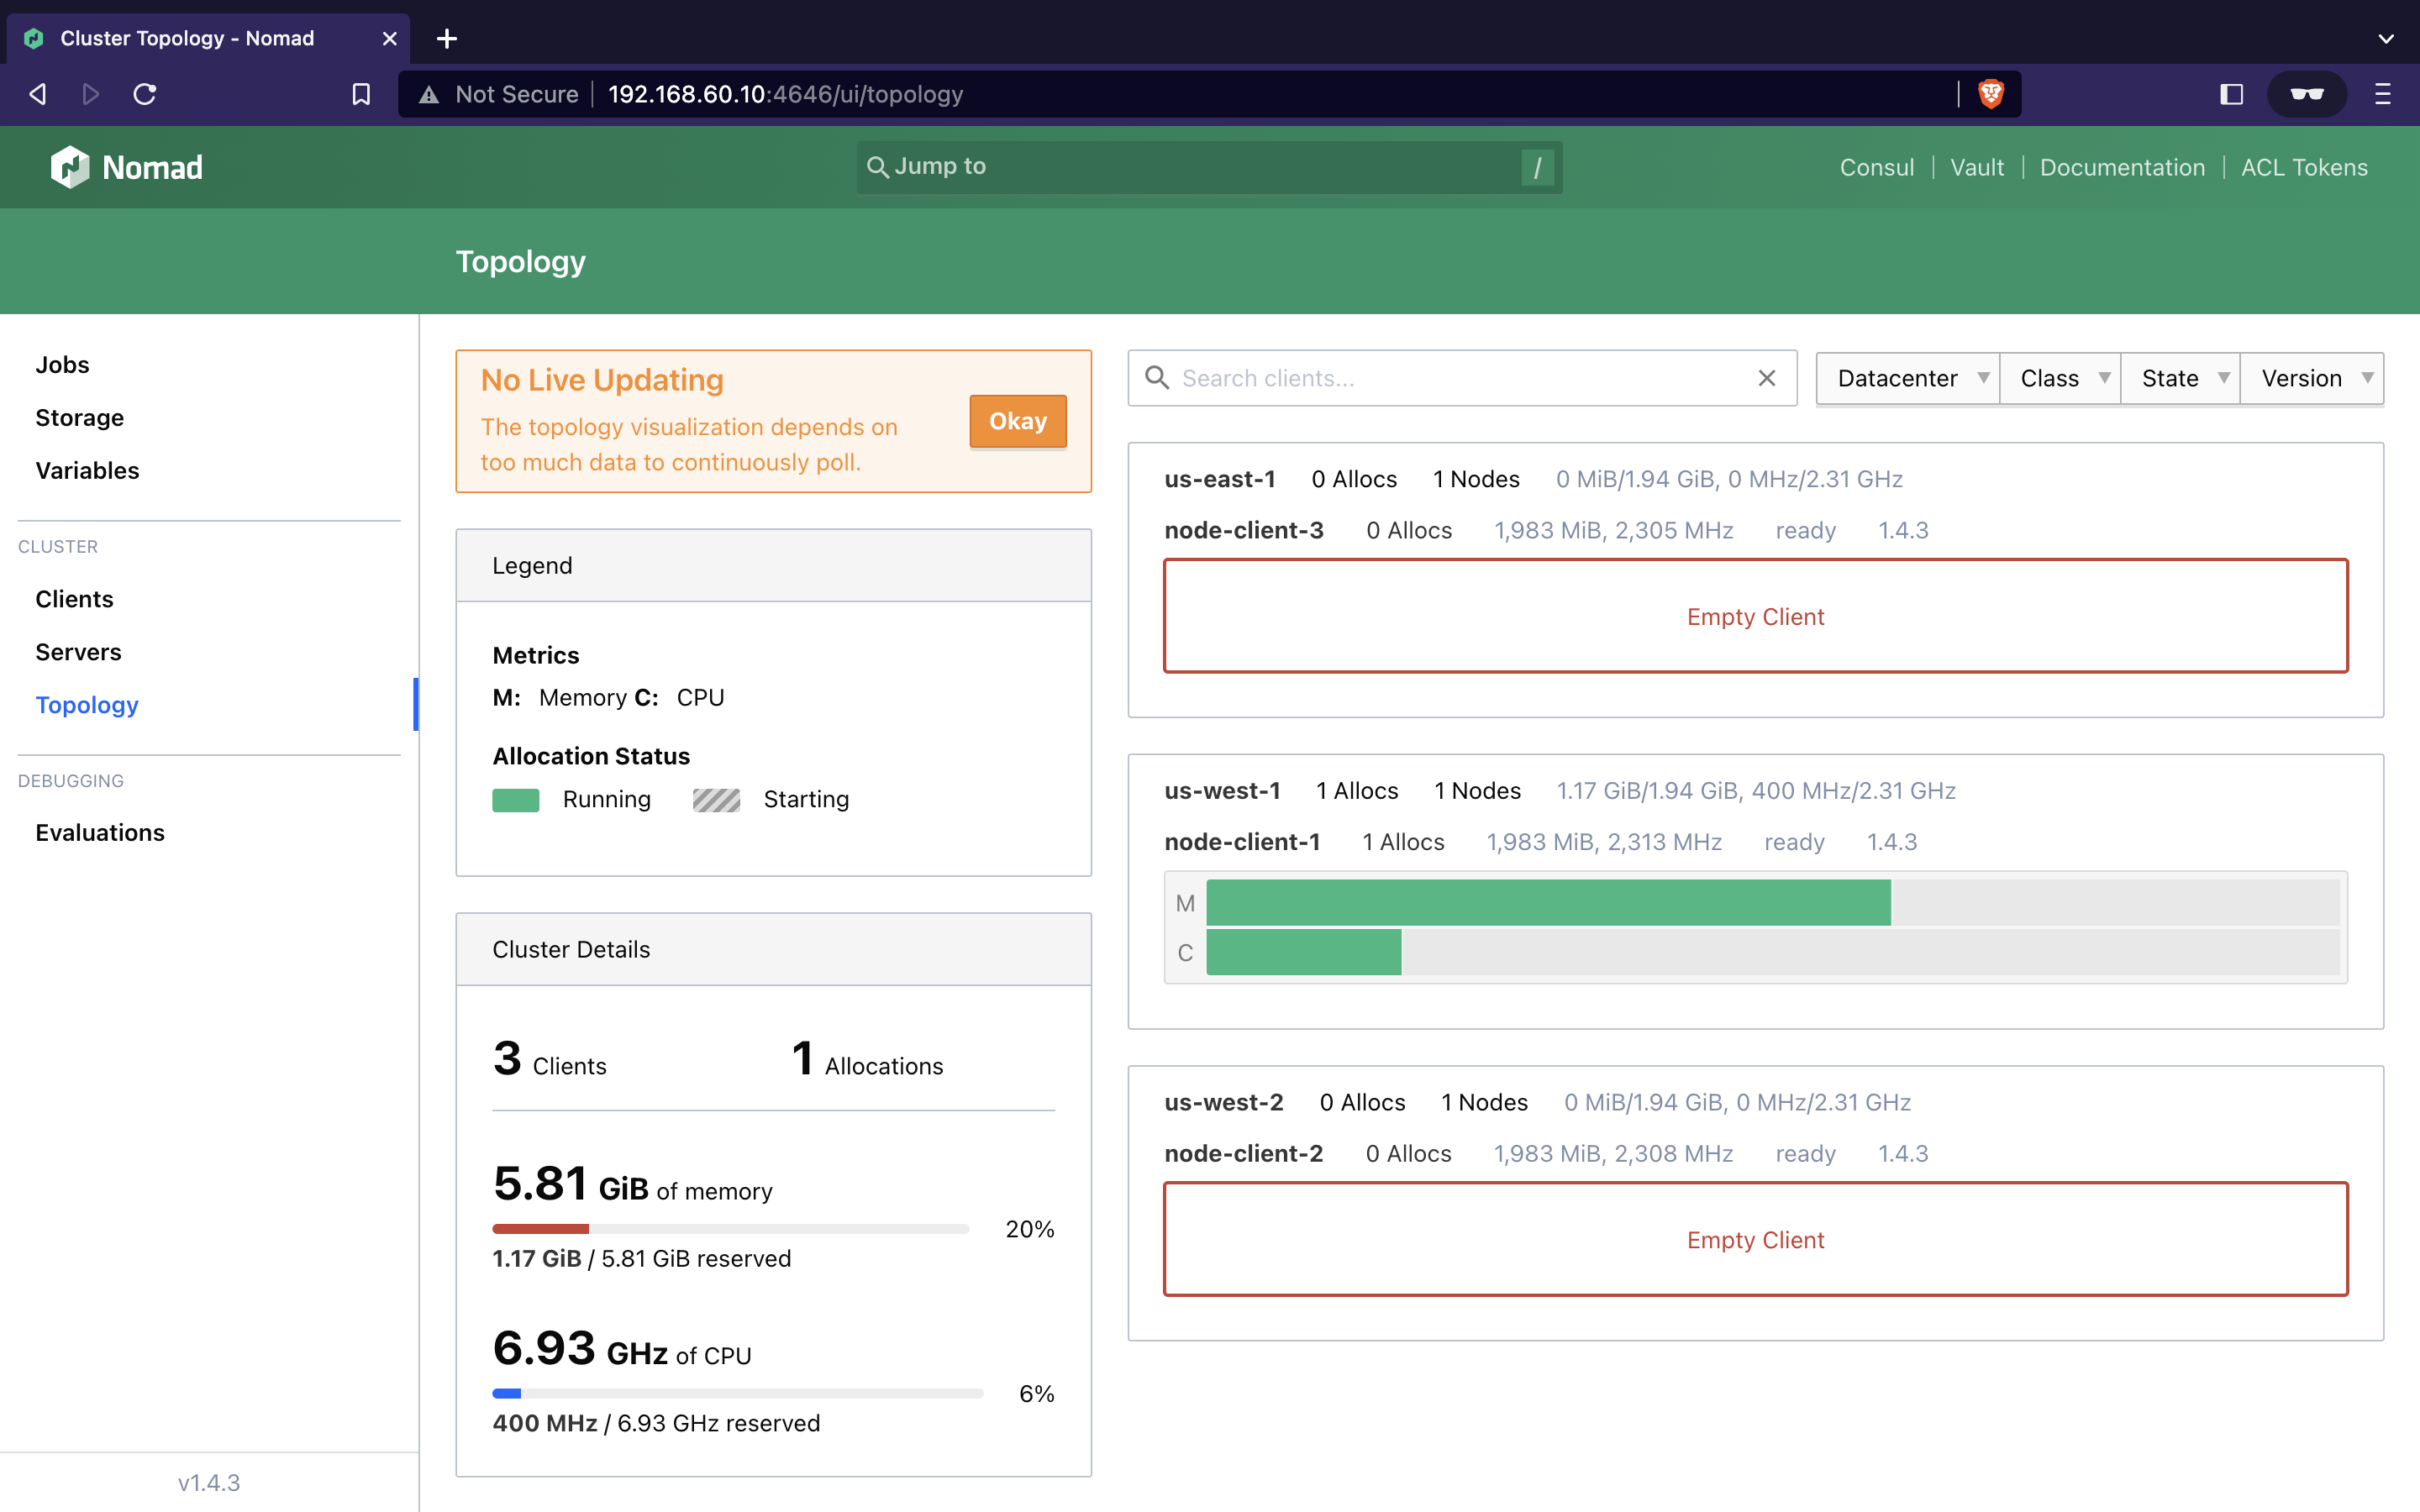 Cluster Topology - Nomad
Not Secure 192.168.60.10:4646/ui/topology
Nomad
Jump to /
Consul Vault Documentation ACL Tokens
Topology
Jobs
Storage
Variables
CLUSTER
Clients
Servers
Topology
DEBUGGING
Evaluations
v1.4.3
No Live Updating
The topology visualization depends on
too much data to continuously poll.
Okay
Legend
Metrics
M: Memory C: CPU
Allocation Status
Running Starting
Cluster Details
3 Clients 1 Allocations
5.81 GiB of memory
20%
1.17 GiB / 5.81 GiB reserved
6.93 GHz of CPU
6%
400 MHz / 6.93 GHz reserved
Search clients...
Datacenter Class State Version
us-east-1 0 Allocs 1 Nodes 0 MiB/1.94 GiB, 0 MHz/2.31 GHz
node-client-3 0 Allocs 1,983 MiB, 2,305 MHz ready 1.4.3
Empty Client
us-west-1 1 Allocs 1 Nodes 1.17 GiB/1.94 GiB, 400 MHz/2.31 GHz
node-client-1 1 Allocs 1,983 MiB, 2,313 MHz ready 1.4.3
M
C
us-west-2 0 Allocs 1 Nodes 0 MiB/1.94 GiB, 0 MHz/2.31 GHz
node-client-2 0 Allocs 1,983 MiB, 2,308 MHz ready 1.4.3
Empty Client